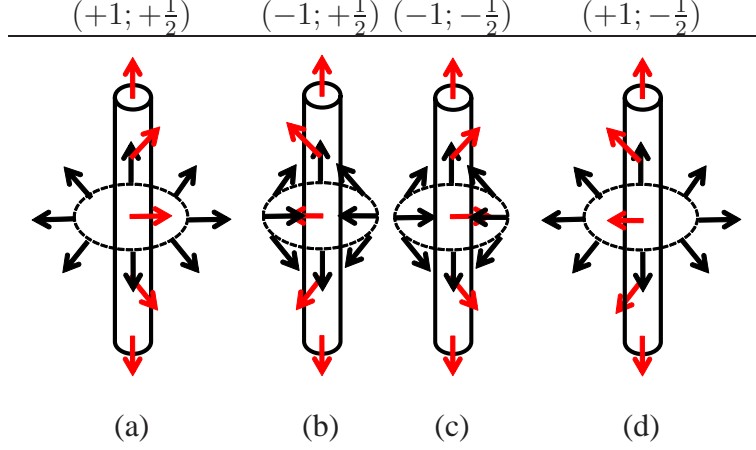 (+1; +1/2) (−1; +1/2) (−1; −1/2) (+1; −1/2)
(a) (b) (c) (d)